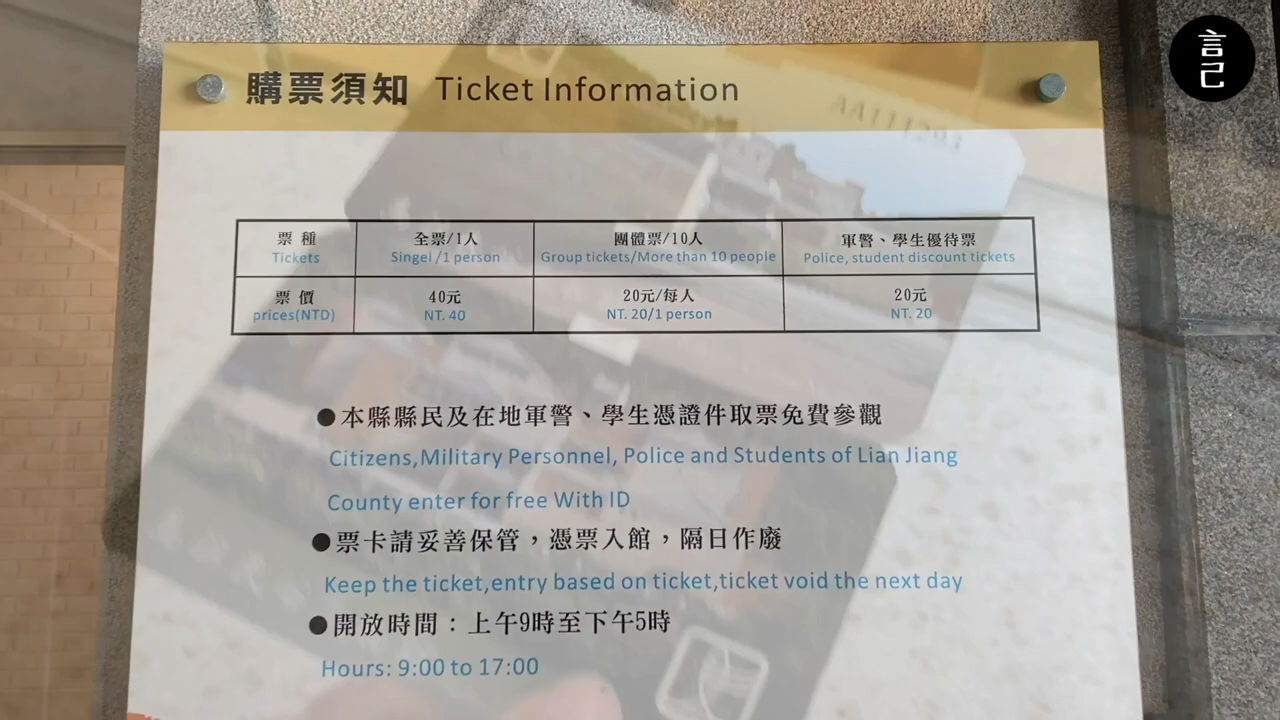 言己
購票須知 Ticket Information
AA111393
票種 全票/1人 團體票/10人 軍警、學生優待票
Tickets Singel /1 person Group tickets/More than 10 people Police, student discount tickets
票價 40元 20元/每人 20元
prices(NTD) NT. 40 NT. 20/1 person NT. 20
●本縣縣民及在地軍警、學生憑證件取票免費參觀
Citizens,Military Personnel, Police and Students of Lian Jiang
County enter for free With ID
●票卡請妥善保管，憑票入館，隔日作廢
Keep the ticket,entry based on ticket,ticket void the next day
●開放時間：上午9時至下午5時
Hours: 9:00 to 17:00